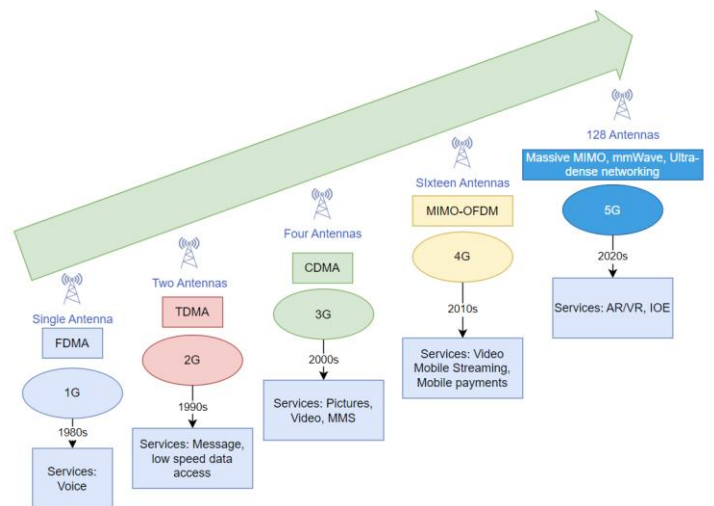 Single Antenna
FDMA
1G
1980s
Services:
Voice
Two Antennas
TDMA
2G
1990s
Services: Message,
low speed data
access
Four Antennas
CDMA
3G
2000s
Services: Pictures,
Video, MMS
SIxteen Antennas
MIMO-OFDM
4G
2010s
Services: Video
Mobile Streaming,
Mobile payments
128 Antennas
Massive MIMO, mmWave, Ultra-
dense networking
5G
2020s
Services: AR/VR, IOE